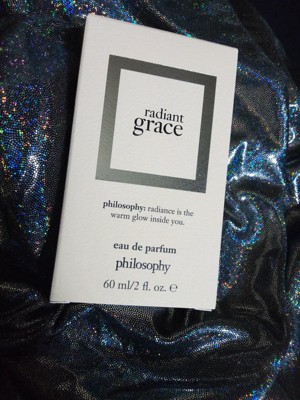 radiant
grace
philosophy: radiance is the
warm glow inside you.
eau de parfum
philosophy
60 ml/2 fl. oz. ℮